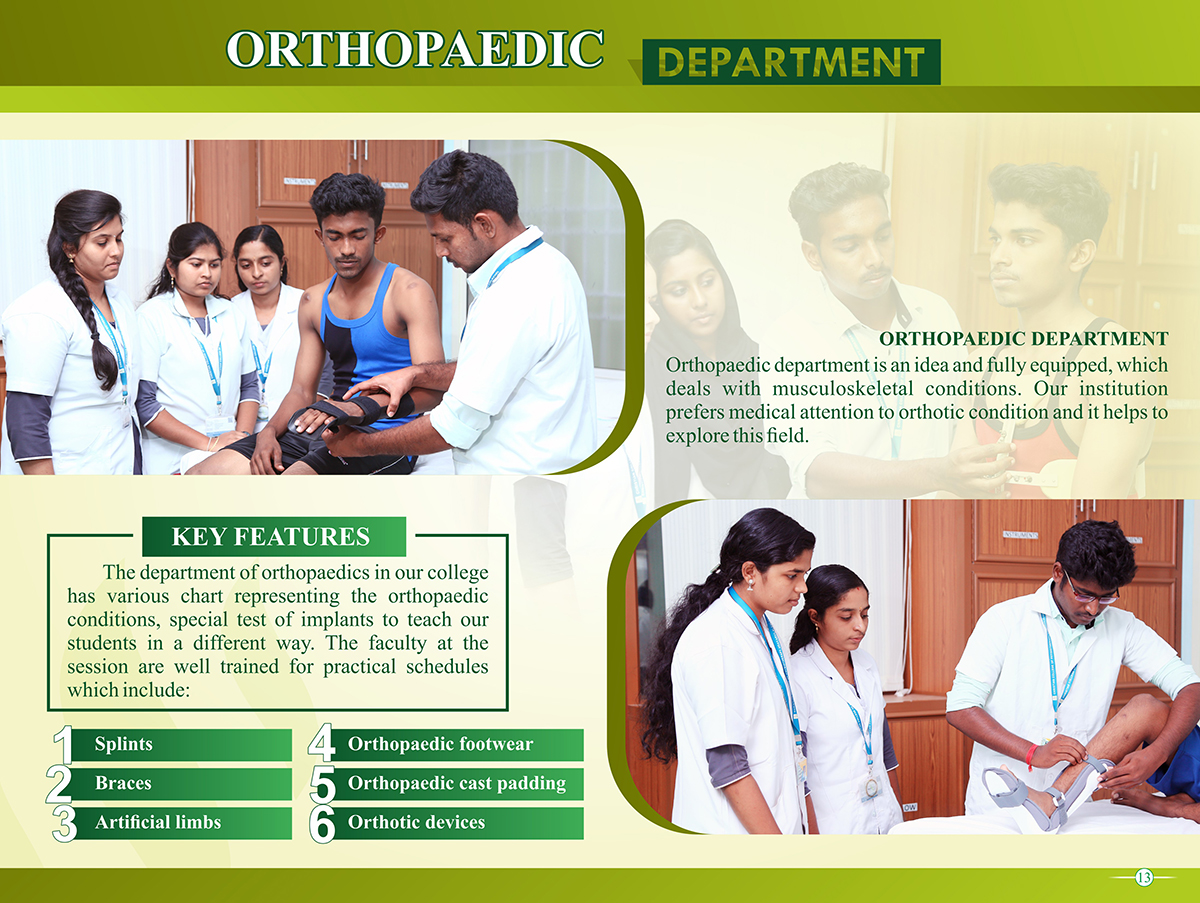 ORTHOPAEDIC DEPARTMENT
ORTHOPAEDIC DEPARTMENT
Orthopaedic department is an idea and fully equipped, which
deals with musculoskeletal conditions. Our institution
prefers medical attention to orthotic condition and it helps to
explore this field.
KEY FEATURES
The department of orthopaedics in our college
has various chart representing the orthopaedic
conditions, special test of implants to teach our
students in a different way. The faculty at the
session are well trained for practical schedules
which include:
1 Splints
2 Braces
3 Artificial limbs
4 Orthopaedic footwear
5 Orthopaedic cast padding
6 Orthotic devices
INSTRUMENTS
13